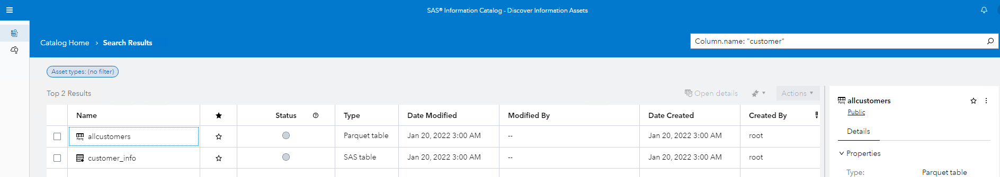 SAS® Information Catalog - Discover Information Assets
Catalog Home > Search Results
Column.name: "customer"
Asset types: (no filter)
Top 2 Results
Open details
Actions
Name Status Type Date Modified Modified By Date Created Created By
allcustomers Parquet table Jan 20, 2022 3:00 AM -- Jan 20, 2022 3:00 AM root
customer_info SAS table Jan 20, 2022 3:00 AM -- Jan 20, 2022 3:00 AM root
allcustomers
Public
Details
Properties
Type: Parquet table